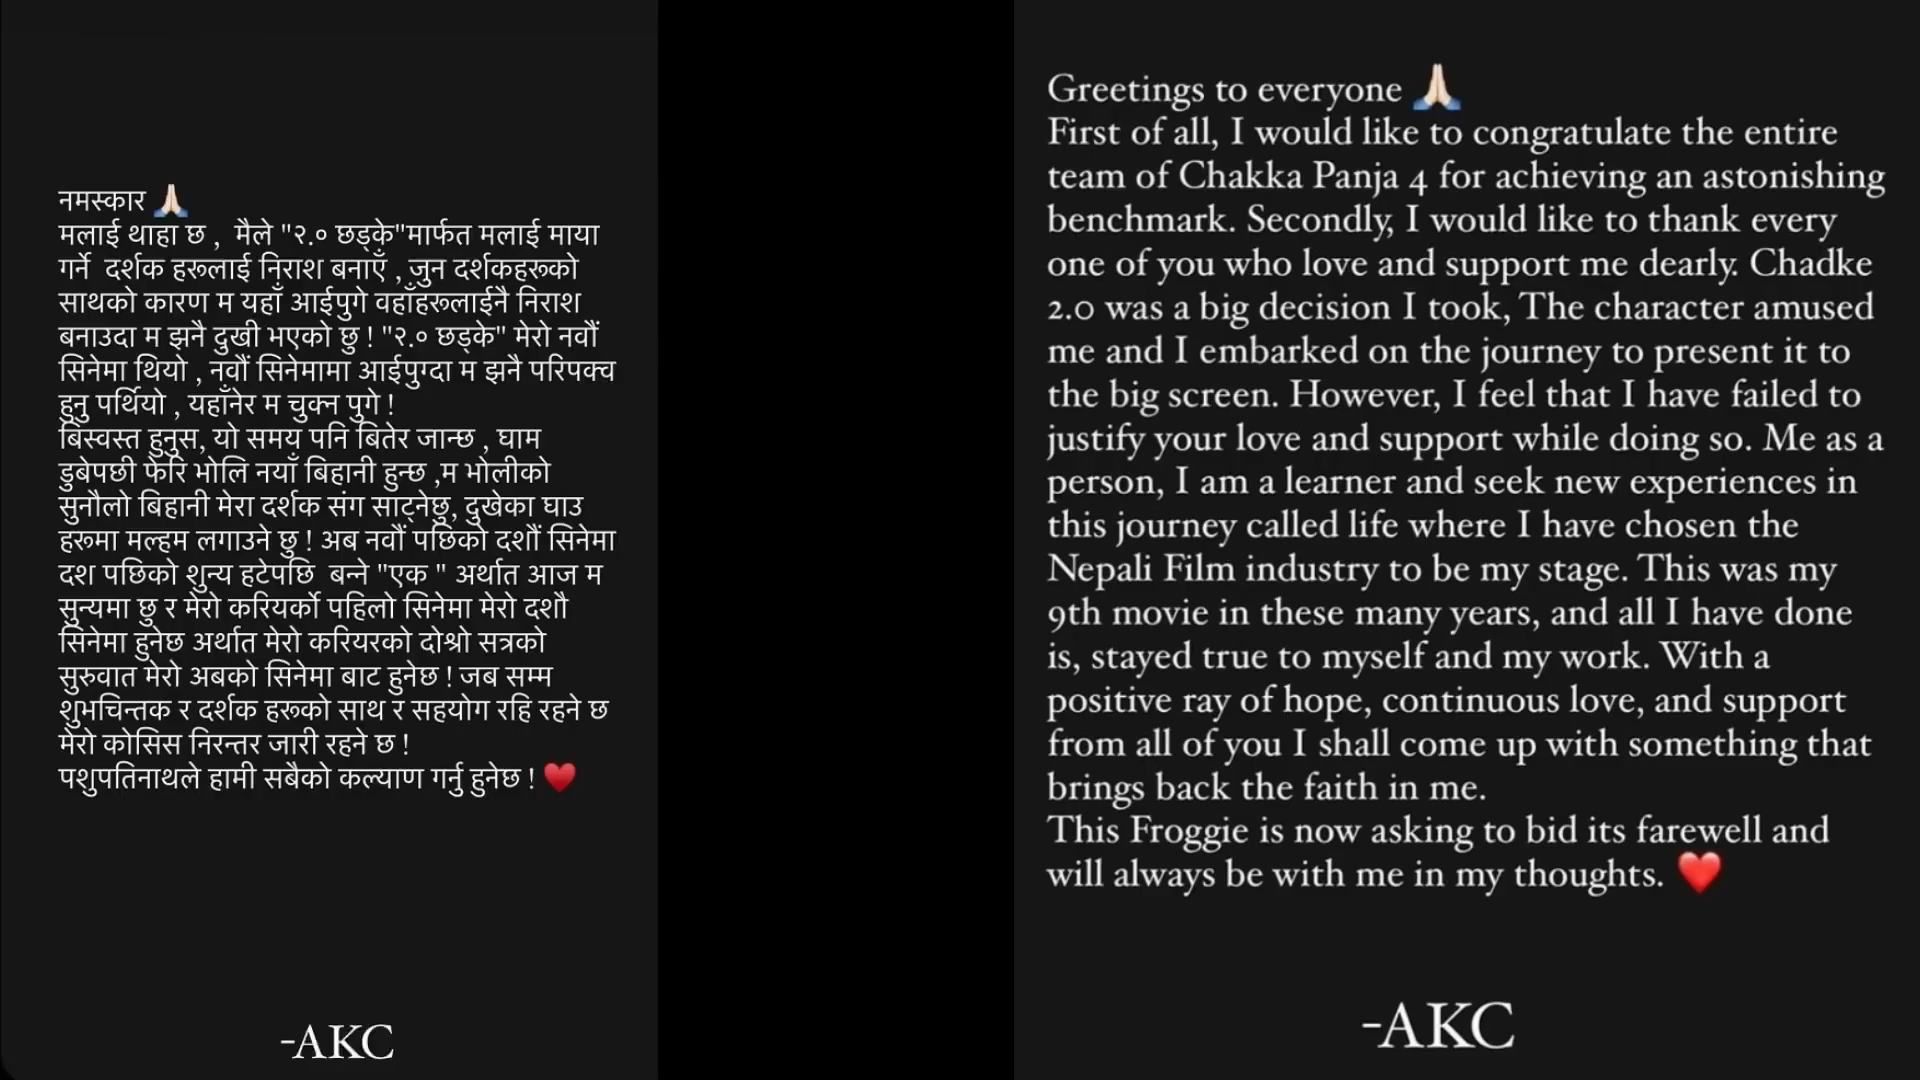 नमस्कार 🙏🏻
मलाई थाहा छ , मैले "२.० छड्के"मार्फत मलाई माया
गर्ने दर्शक हरूलाई निराश बनाएँ , जुन दर्शकहरूको
साथको कारण म यहाँ आईपुगे वहाँहरूलाईनै निराश
बनाउदा म झनै दुखी भएको छु ! "२.० छड्के" मेरो नवौं
सिनेमा थियो , नवौं सिनेमामा आईपुग्दा म झनै परिपक्व
हुनु पर्थियो , यहाँनेर म चुक्न पुगे !
बिस्वस्त हुनुस, यो समय पनि बितेर जान्छ , घाम
डुबेपछी फेरि भोलि नयाँ बिहानी हुन्छ ,म भोलीको
सुनौलो बिहानी मेरा दर्शक संग साट्नेछु, दुखेका घाउ
हरूमा मल्हम लगाउने छु ! अब नवौं पछिको दशौं सिनेमा
दश पछिको शुन्य हटेपछि बन्ने "एक " अर्थात आज म
सुन्यमा छु र मेरो करियर्को पहिलो सिनेमा मेरो दशौ
सिनेमा हुनेछ अर्थात मेरो करियरको दोश्रो सत्रको
सुरुवात मेरो अबको सिनेमा बाट हुनेछ ! जब सम्म
शुभचिन्तक र दर्शक हरूको साथ र सहयोग रहि रहने छ
मेरो कोसिस निरन्तर जारी रहने छ !
पशुपतिनाथले हामी सबैको कल्याण गर्नु हुनेछ ! ❤️
-AKC
Greetings to everyone 🙏🏻
First of all, I would like to congratulate the entire
team of Chakka Panja 4 for achieving an astonishing
benchmark. Secondly, I would like to thank every
one of you who love and support me dearly. Chadke
2.0 was a big decision I took, The character amused
me and I embarked on the journey to present it to
the big screen. However, I feel that I have failed to
justify your love and support while doing so. Me as a
person, I am a learner and seek new experiences in
this journey called life where I have chosen the
Nepali Film industry to be my stage. This was my
9th movie in these many years, and all I have done
is, stayed true to myself and my work. With a
positive ray of hope, continuous love, and support
from all of you I shall come up with something that
brings back the faith in me.
This Froggie is now asking to bid its farewell and
will always be with me in my thoughts. ❤️
-AKC